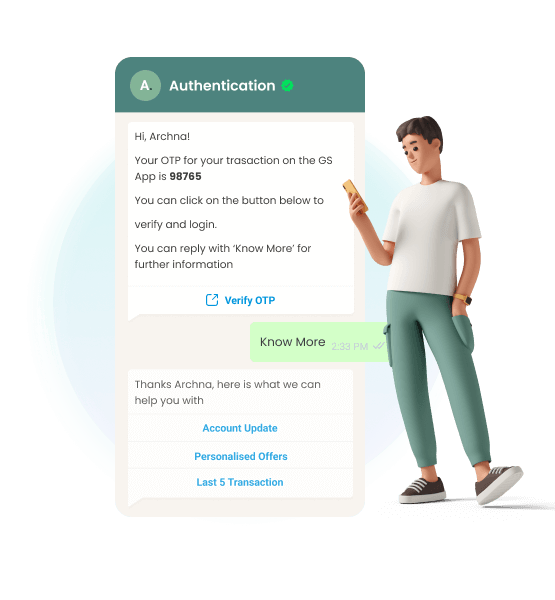 A.
Authentication
Hi, Archna!
Your OTP for your trasaction on the GS
App is 98765
You can click on the button below to
verify and login.
You can reply with ‘Know More’ for
further information
Verify OTP
Know More 2:33 PM
Thanks Archna, here is what we can
help you with
Account Update
Personalised Offers
Last 5 Transaction